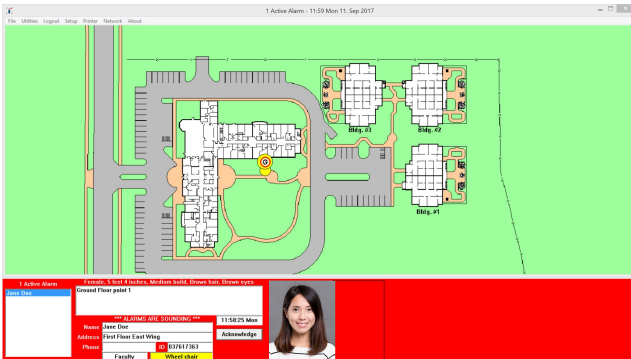 1 Active Alarm - 11:59 Mon 11. Sep 2017
File Utilities Logout Setup Printer Network About
Bldg. #3
Bldg. #2
Bldg. #1
1 Active Alarm
Jane Doe
Female, 5 feet 4 inches, Medium build, Brown hair, Brown eyes
Ground Floor point 1
*** ALARMS ARE SOUNDING ***
11:58:25 Mon
Name Jane Doe
Acknowledge
Address First Floor East Wing
Phone ID 037617363
Faculty Wheel chair